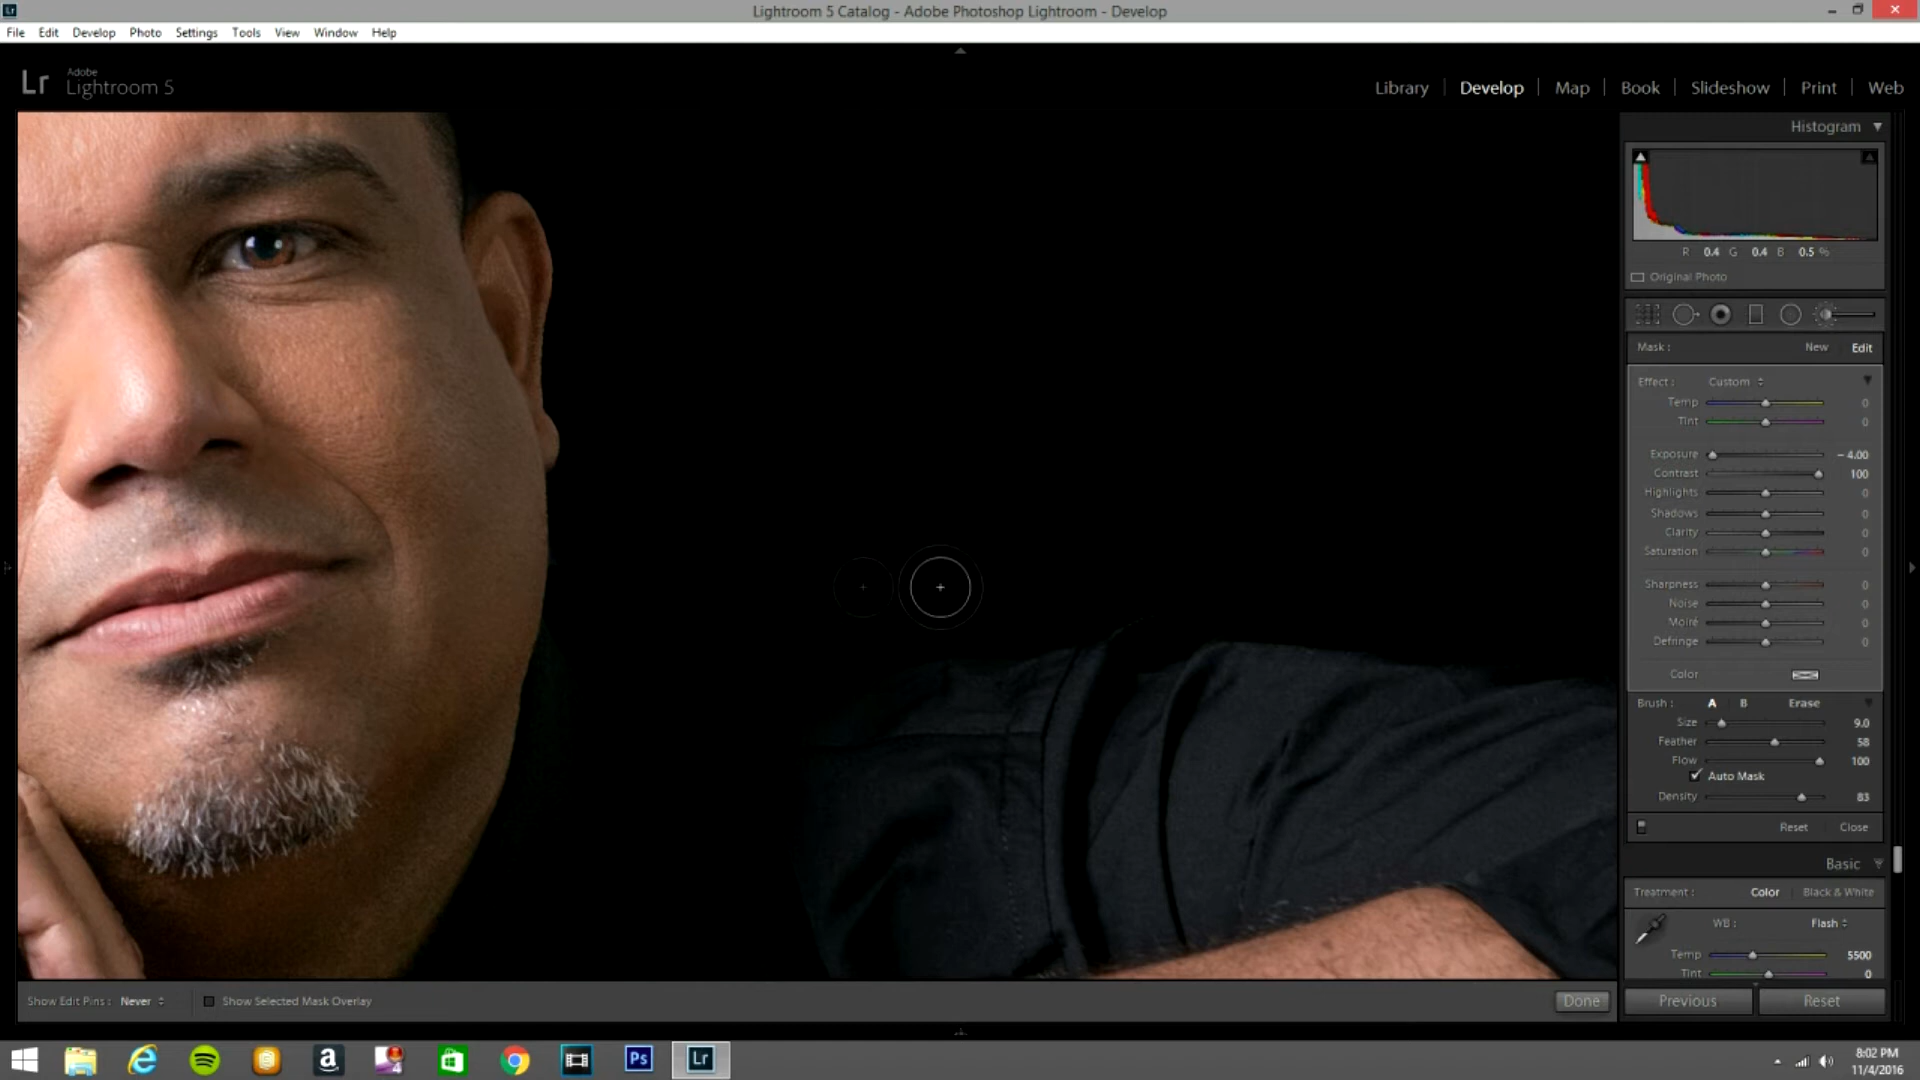 Lr
Lightroom 5 Catalog - Adobe Photoshop Lightroom - Develop
File Edit Develop Photo Settings Tools View Window Help
Lr Adobe Lightroom 5
Library Develop Map Book Slideshow Print Web
Histogram
R 0.4 G 0.4 B 0.5 %
Original Photo
Mask : New Edit
Effect : Custom
Temp 0
Tint 0
Exposure – 4.00
Contrast 100
Highlights 0
Shadows 0
Clarity 0
Saturation 0
Sharpness 0
Noise 0
Moiré 0
Defringe 0
Color
Brush : A B Erase
Size 9.0
Feather 58
Flow 100
Auto Mask
Density 83
Reset Close
Basic
Treatment : Color Black & White
WB : Flash
Temp 5500
Tint 0
Show Edit Pins : Never Show Selected Mask Overlay Done Previous Reset
a 4 Ps Lr
8:02 PM
11/4/2016